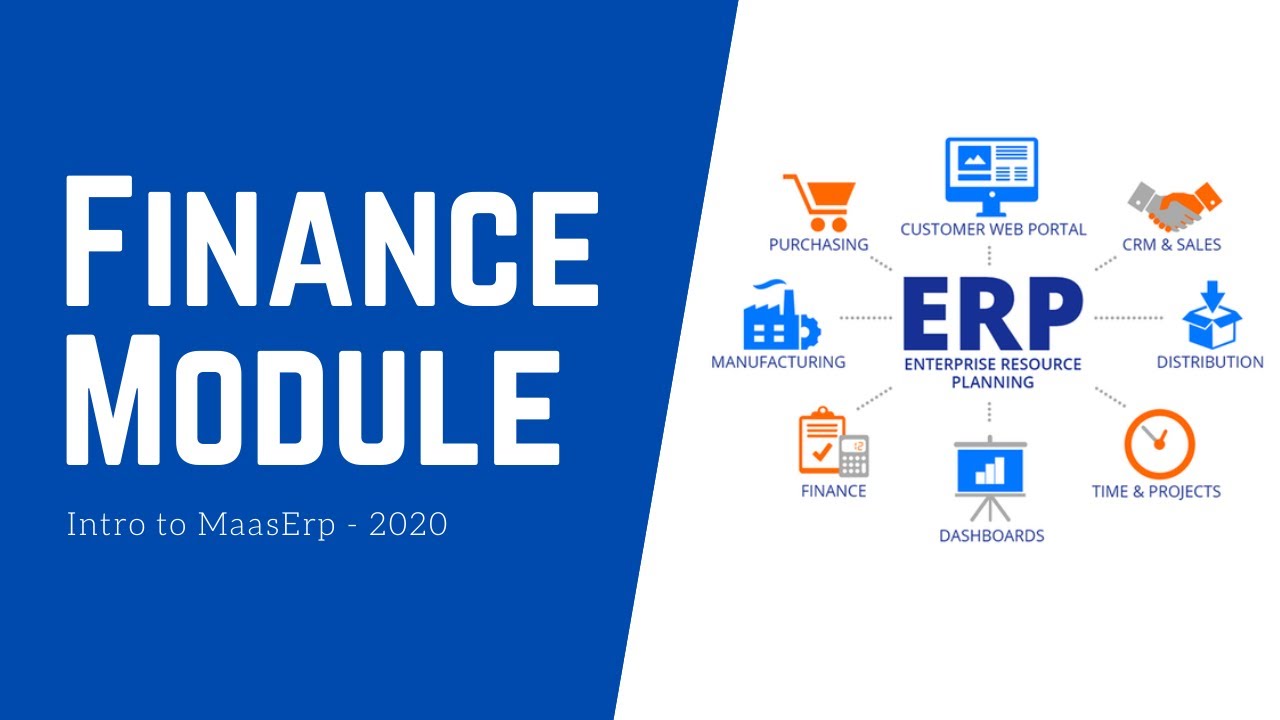 FINANCE
MODULE
Intro to MaasErp - 2020
CUSTOMER WEB PORTAL
PURCHASING
CRM & SALES
ERP
ENTERPRISE RESOURCE
PLANNING
MANUFACTURING
DISTRIBUTION
12
FINANCE
TIME & PROJECTS
DASHBOARDS